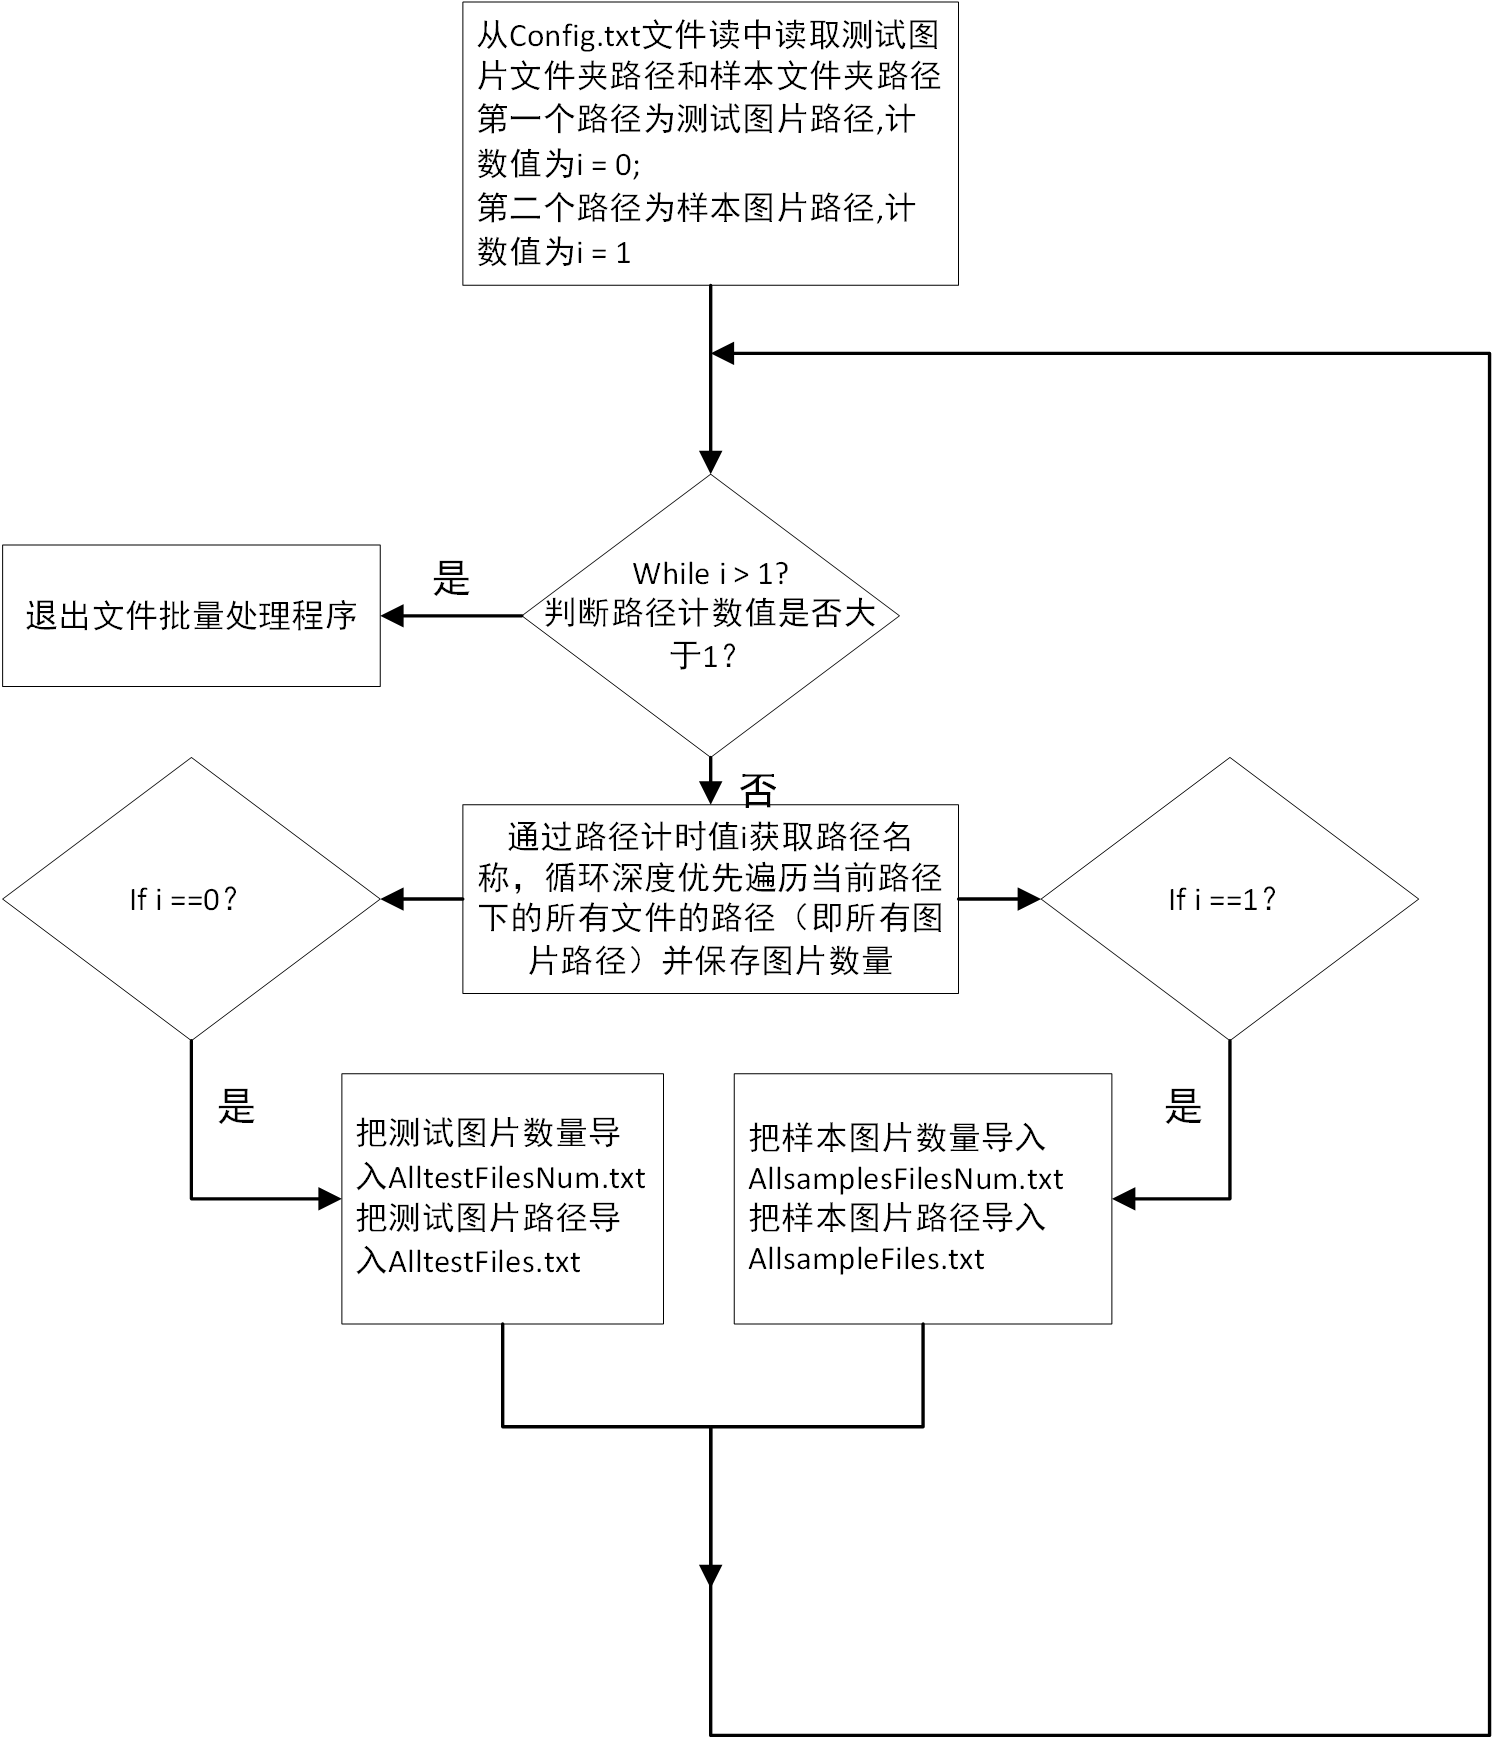 从Config.txt文件读中读取测试图
片文件夹路径和样本文件夹路径
第一个路径为测试图片路径,计
数值为i = 0;
第二个路径为样本图片路径,计
数值为i = 1
While i > 1?
判断路径计数值是否大
于1?
是
退出文件批量处理程序
否
通过路径计时值i获取路径名
称，循环深度优先遍历当前路径
下的所有文件的路径（即所有图
片路径）并保存图片数量
If i ==0?
If i ==1?
是
是
把测试图片数量导
入AlltestFilesNum.txt
把测试图片路径导
入AlltestFiles.txt
把样本图片数量导入
AllsamplesFilesNum.txt
把样本图片路径导入
AllsampleFiles.txt